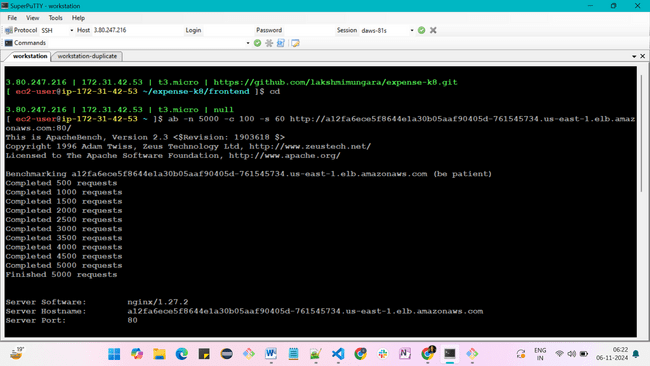 SuperPuTTY - workstation
File View Tools Help
Protocol SSH Host 3.80.247.216 Login Password Session daws-81s
Commands
workstation workstation-duplicate
3.80.247.216 | 172.31.42.53 | t3.micro | https://github.com/lakshmimungara/expense-k8.git
[ ec2-user@ip-172-31-42-53 ~/expense-k8/frontend ]$ cd
3.80.247.216 | 172.31.42.53 | t3.micro | null
[ ec2-user@ip-172-31-42-53 ~ ]$ ab -n 5000 -c 100 -s 60 http://a12fa6ece5f8644e1a30b05aaf90405d-761545734.us-east-1.elb.amaz
onaws.com:80/
This is ApacheBench, Version 2.3 <$Revision: 1903618 $>
Copyright 1996 Adam Twiss, Zeus Technology Ltd, http://www.zeustech.net/
Licensed to The Apache Software Foundation, http://www.apache.org/
Benchmarking a12fa6ece5f8644e1a30b05aaf90405d-761545734.us-east-1.elb.amazonaws.com (be patient)
Completed 500 requests
Completed 1000 requests
Completed 1500 requests
Completed 2000 requests
Completed 2500 requests
Completed 3000 requests
Completed 3500 requests
Completed 4000 requests
Completed 4500 requests
Completed 5000 requests
Finished 5000 requests
Server Software: nginx/1.27.2
Server Hostname: a12fa6ece5f8644e1a30b05aaf90405d-761545734.us-east-1.elb.amazonaws.com
Server Port: 80
19°
ENG
IN
06:22
06-11-2024